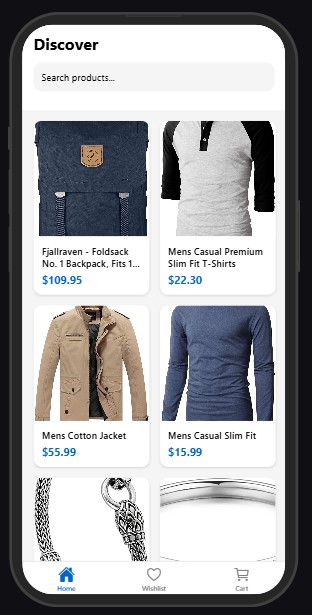 Discover
Search products...
Fjallraven - Foldsack
No. 1 Backpack, Fits 1...
$109.95
Mens Casual Premium
Slim Fit T-Shirts
$22.30
Mens Cotton Jacket
$55.99
Mens Casual Slim Fit
$15.99
Home
Wishlist
Cart